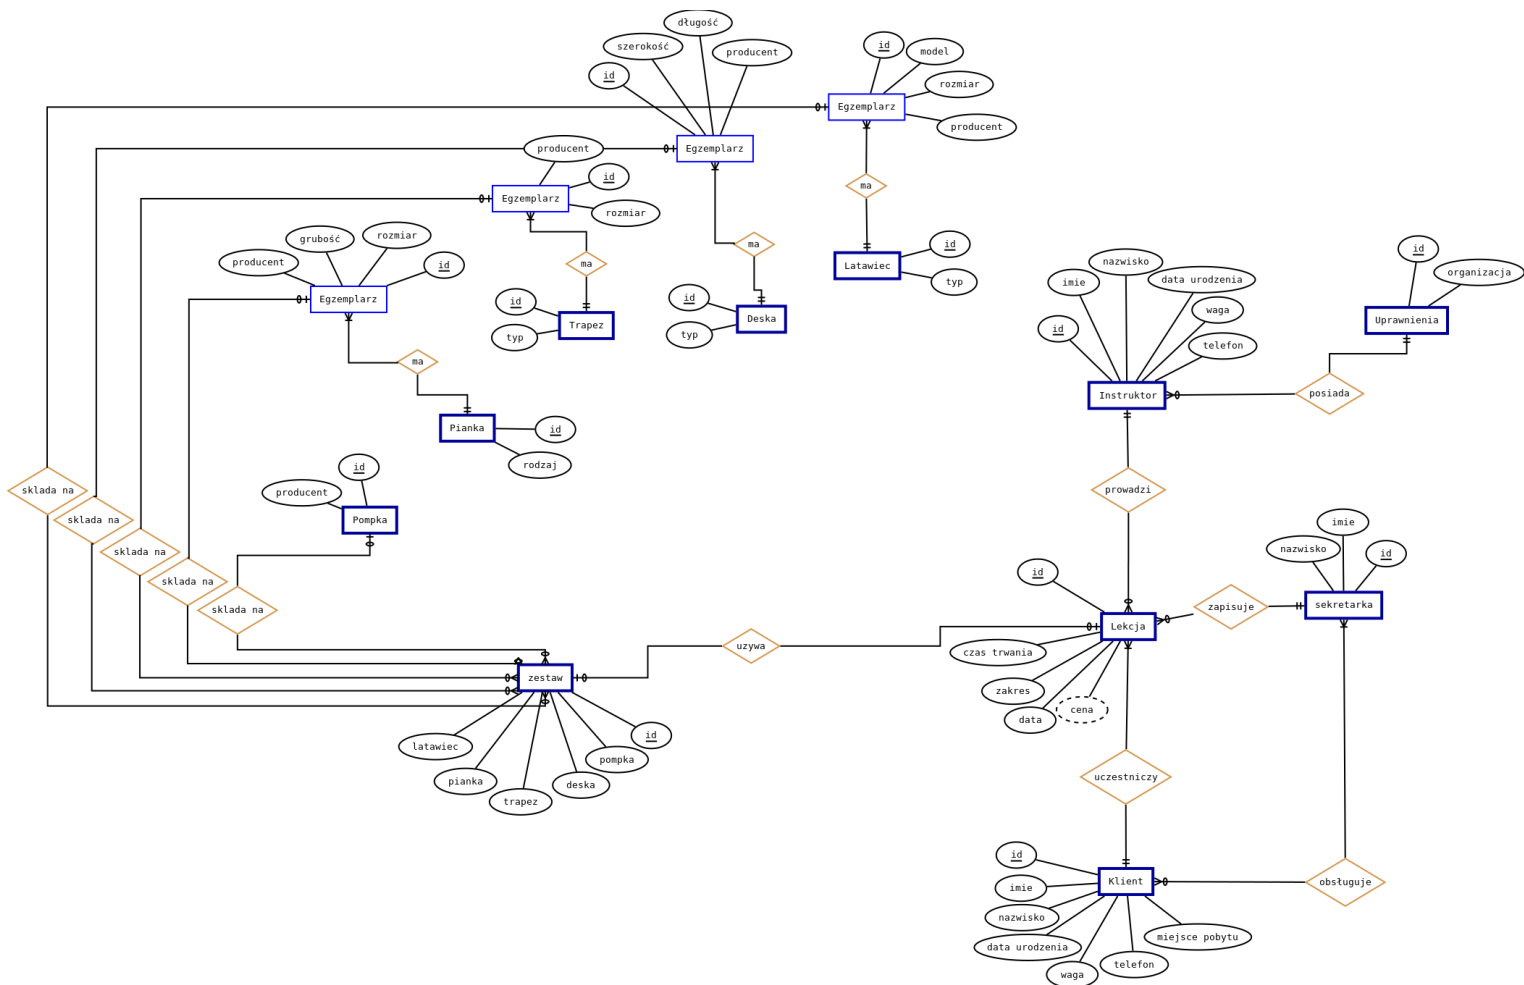 długość
id
model
szerokość
producent
id
rozmiar
Egzemplarz
producent
producent
Egzemplarz
id
ma
Egzemplarz
rozmiar
grubość
rozmiar
producent
id
ma
id
id
ma
Latawiec
nazwisko
organizacja
typ
imie
data urodzenia
Egzemplarz
id
id
waga
Deska
Uprawnienia
Trapez
id
typ
typ
telefon
ma
posiada
Instruktor
Pianka
id
rodzaj
id
sklada na
producent
prowadzi
sklada na
Pompka
imie
sklada na
nazwisko
id
id
sklada na
sekretarka
zapisuje
sklada na
Lekcja
uzywa
czas trwania
zestaw
zakres
cena
data
id
latawiec
pompka
uczestniczy
pianka
deska
trapez
id
Klient
obsługuje
imie
nazwisko
miejsce pobytu
data urodzenia
telefon
waga